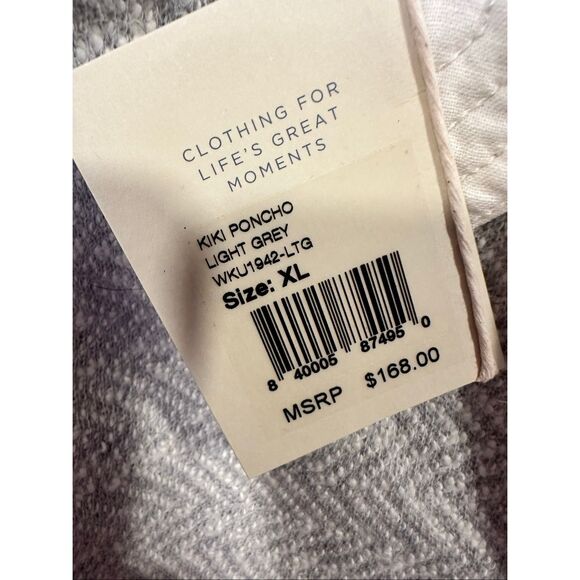 CLOTHING FOR
LIFE'S GREAT
MOMENTS
KIKI PONCHO
LIGHT GREY
WKU1942-LTG
Size: XL
8 40005 87495 0
MSRP $168.00